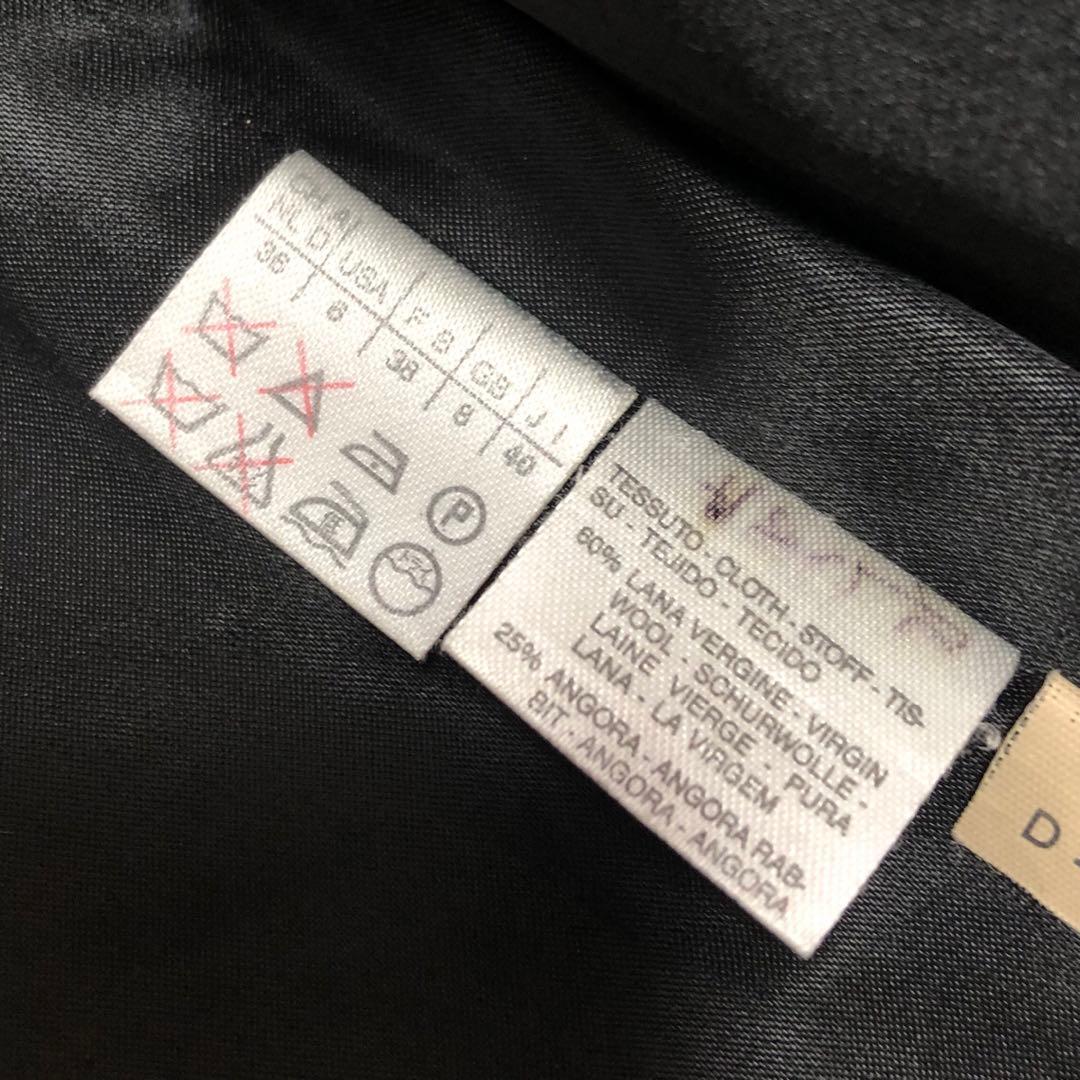 NL D USA F S GB J I
36 6 38 8 40
P
TESSUTO - CLOTH - STOFF - TIS-
SU - TEJIDO - TECIDO
60% LANA VERGINE - VIRGIN
WOOL - SCHURWOLLE -
LAINE VIERGE - PURA
LANA - LA VIRGEM
25% ANGORA - ANGORA RAB-
BIT - ANGORA - ANGORA
D -